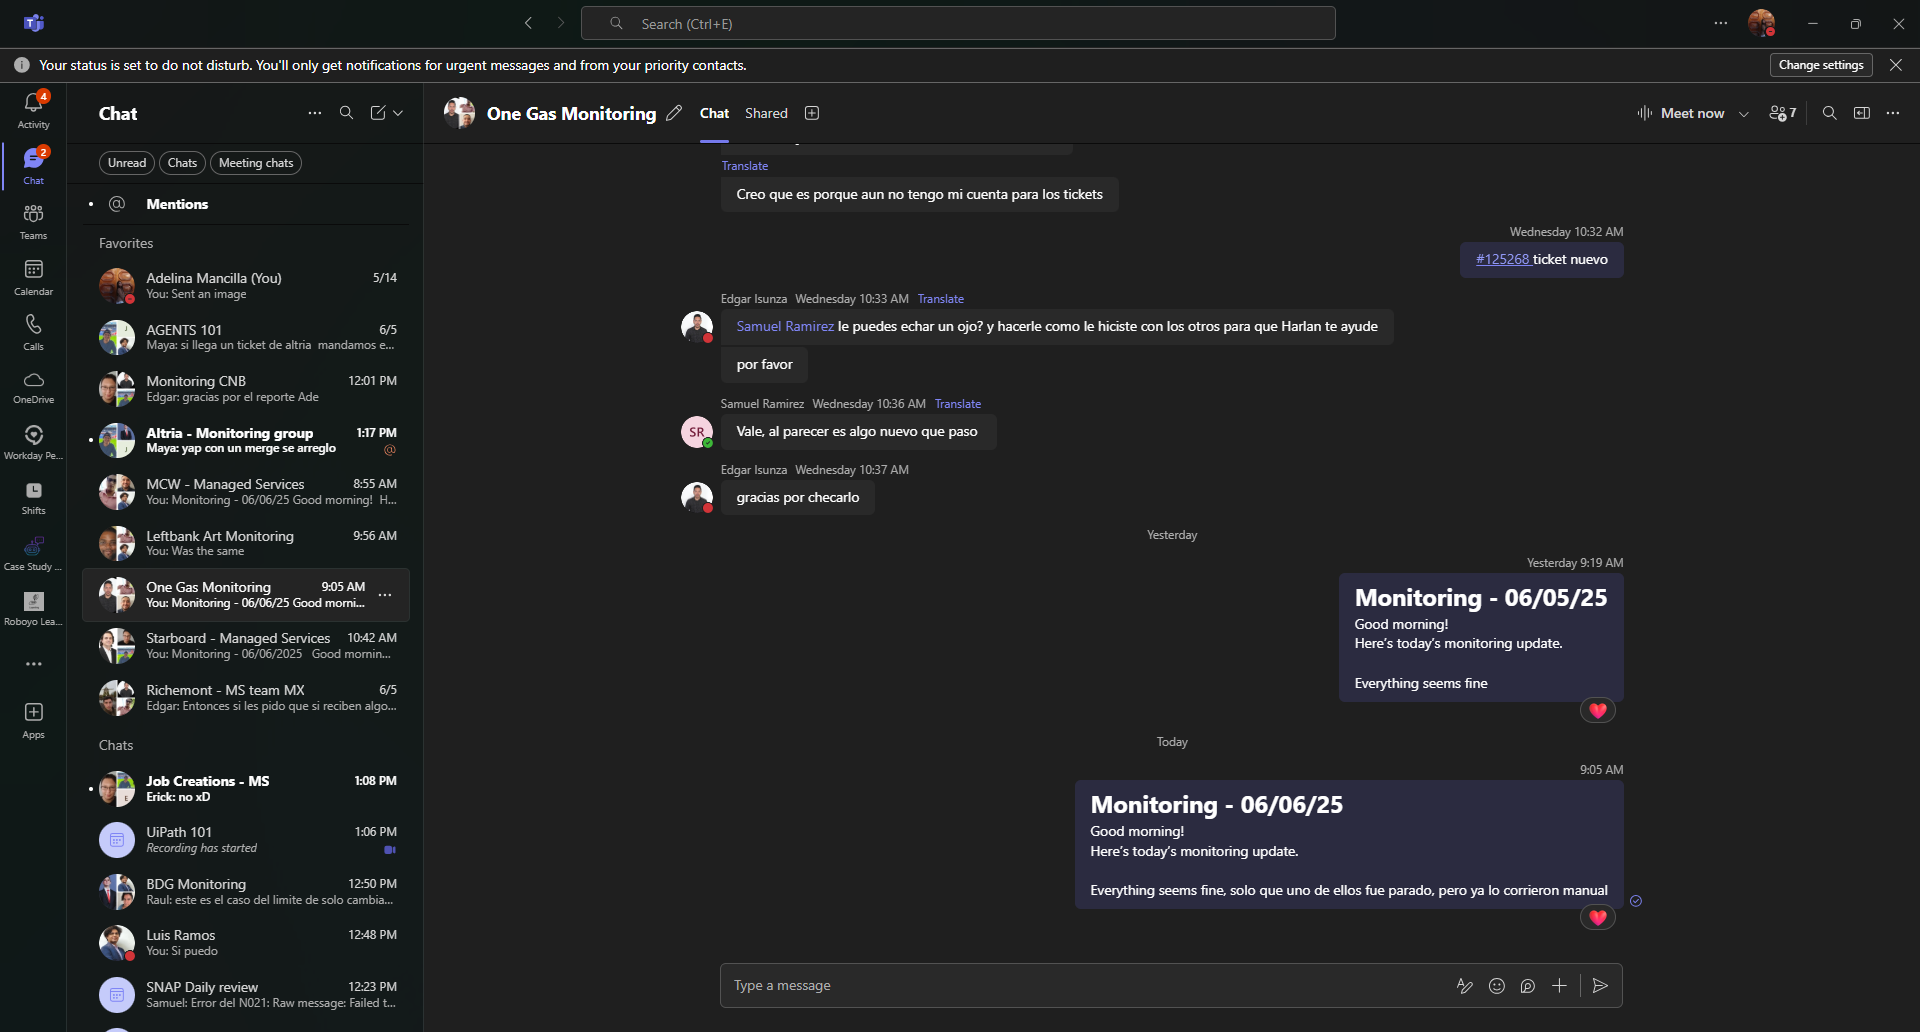 Search (Ctrl+E)
Your status is set to do not disturb. You'll only get notifications for urgent messages and from your priority contacts.
Change settings
4
Activity
2
Chat
Teams
Calendar
Calls
OneDrive
Workday Pe...
Shifts
Case Study ...
Roboyo Lea...
Apps
Chat
Unread
Chats
Meeting chats
@ Mentions
Favorites
Adelina Mancilla (You) 5/14
You: Sent an image
AGENTS 101 6/5
Maya: si llega un ticket de altria mandamos e...
Monitoring CNB 12:01 PM
Edgar: gracias por el reporte Ade
Altria - Monitoring group 1:17 PM
Maya: yap con un merge se arreglo @
MCW - Managed Services 8:55 AM
You: Monitoring - 06/06/25 Good morning! H...
Leftbank Art Monitoring 9:56 AM
You: Was the same
One Gas Monitoring 9:05 AM
You: Monitoring - 06/06/25 Good morni...
Starboard - Managed Services 10:42 AM
You: Monitoring - 06/06/2025 Good mornin...
Richemont - MS team MX 6/5
Edgar: Entonces si les pido que si reciben algo...
Chats
Job Creations - MS 1:08 PM
Erick: no xD
E
UiPath 101 1:06 PM
Recording has started
BDG Monitoring 12:50 PM
Raul: este es el caso del limite de solo cambia...
Luis Ramos 12:48 PM
You: Si puedo
SNAP Daily review 12:23 PM
Samuel: Error del N021: Raw message: Failed t...
One Gas Monitoring
Chat
Shared
Meet now
7
Translate
Creo que es porque aun no tengo mi cuenta para los tickets
Wednesday 10:32 AM
#125268 ticket nuevo
Edgar Isunza Wednesday 10:33 AM Translate
Samuel Ramirez le puedes echar un ojo? y hacerle como le hiciste con los otros para que Harlan te ayude
por favor
Samuel Ramirez Wednesday 10:36 AM Translate
SR
Vale, al parecer es algo nuevo que paso
Edgar Isunza Wednesday 10:37 AM
gracias por checarlo
Yesterday
Yesterday 9:19 AM
Monitoring - 06/05/25
Good morning!
Here's today's monitoring update.
Everything seems fine
Today
9:05 AM
Monitoring - 06/06/25
Good morning!
Here's today's monitoring update.
Everything seems fine, solo que uno de ellos fue parado, pero ya lo corrieron manual
Type a message